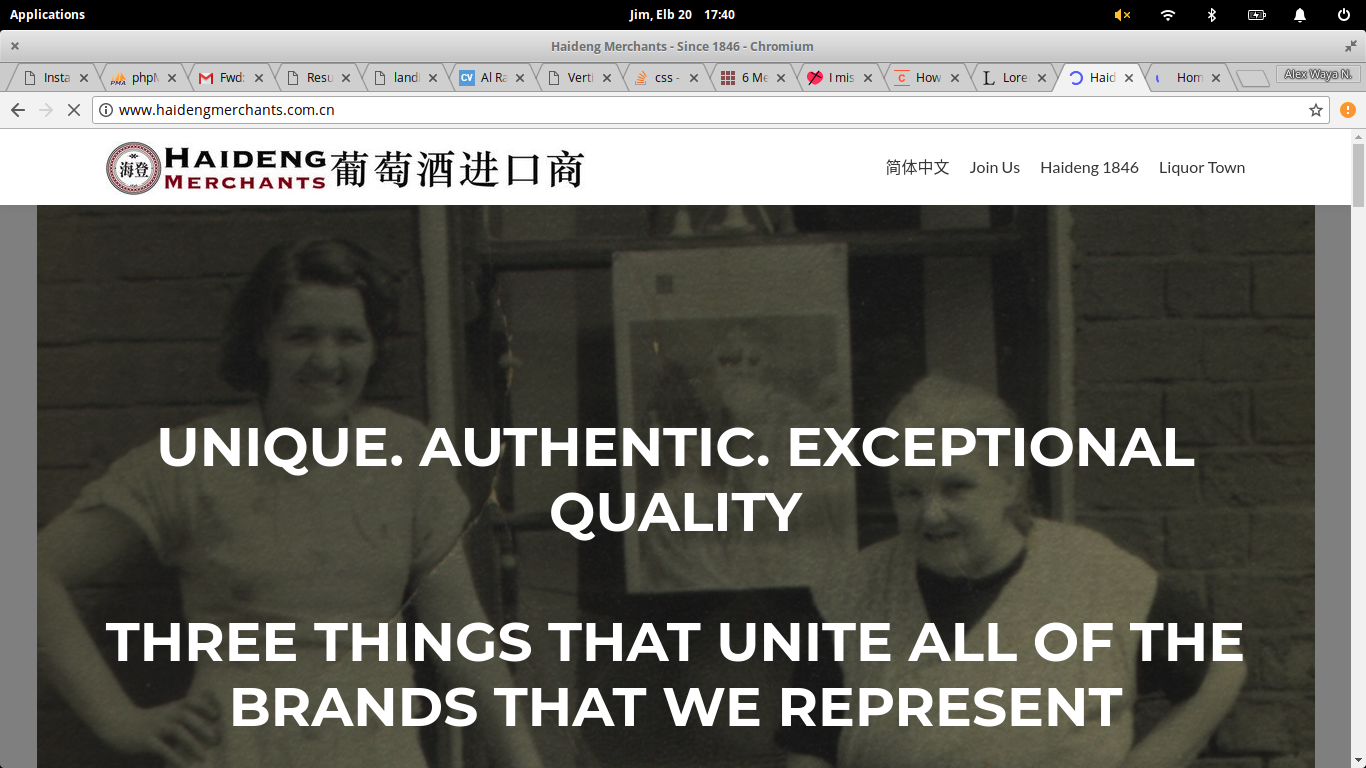 Applications
Jim, Elb 20 17:40
Haideng Merchants - Since 1846 - Chromium
Insta
phpM
Fwd:
Resu
landi
Al Ra
Verti
css -
6 Me
I mis
How
Lore
Haid
Hom
Alex Waya N.
www.haidengmerchants.com.cn
海登
HAIDENG
MERCHANTS
葡萄酒进口商
简体中文 Join Us Haideng 1846 Liquor Town
UNIQUE. AUTHENTIC. EXCEPTIONAL
QUALITY
THREE THINGS THAT UNITE ALL OF THE
BRANDS THAT WE REPRESENT